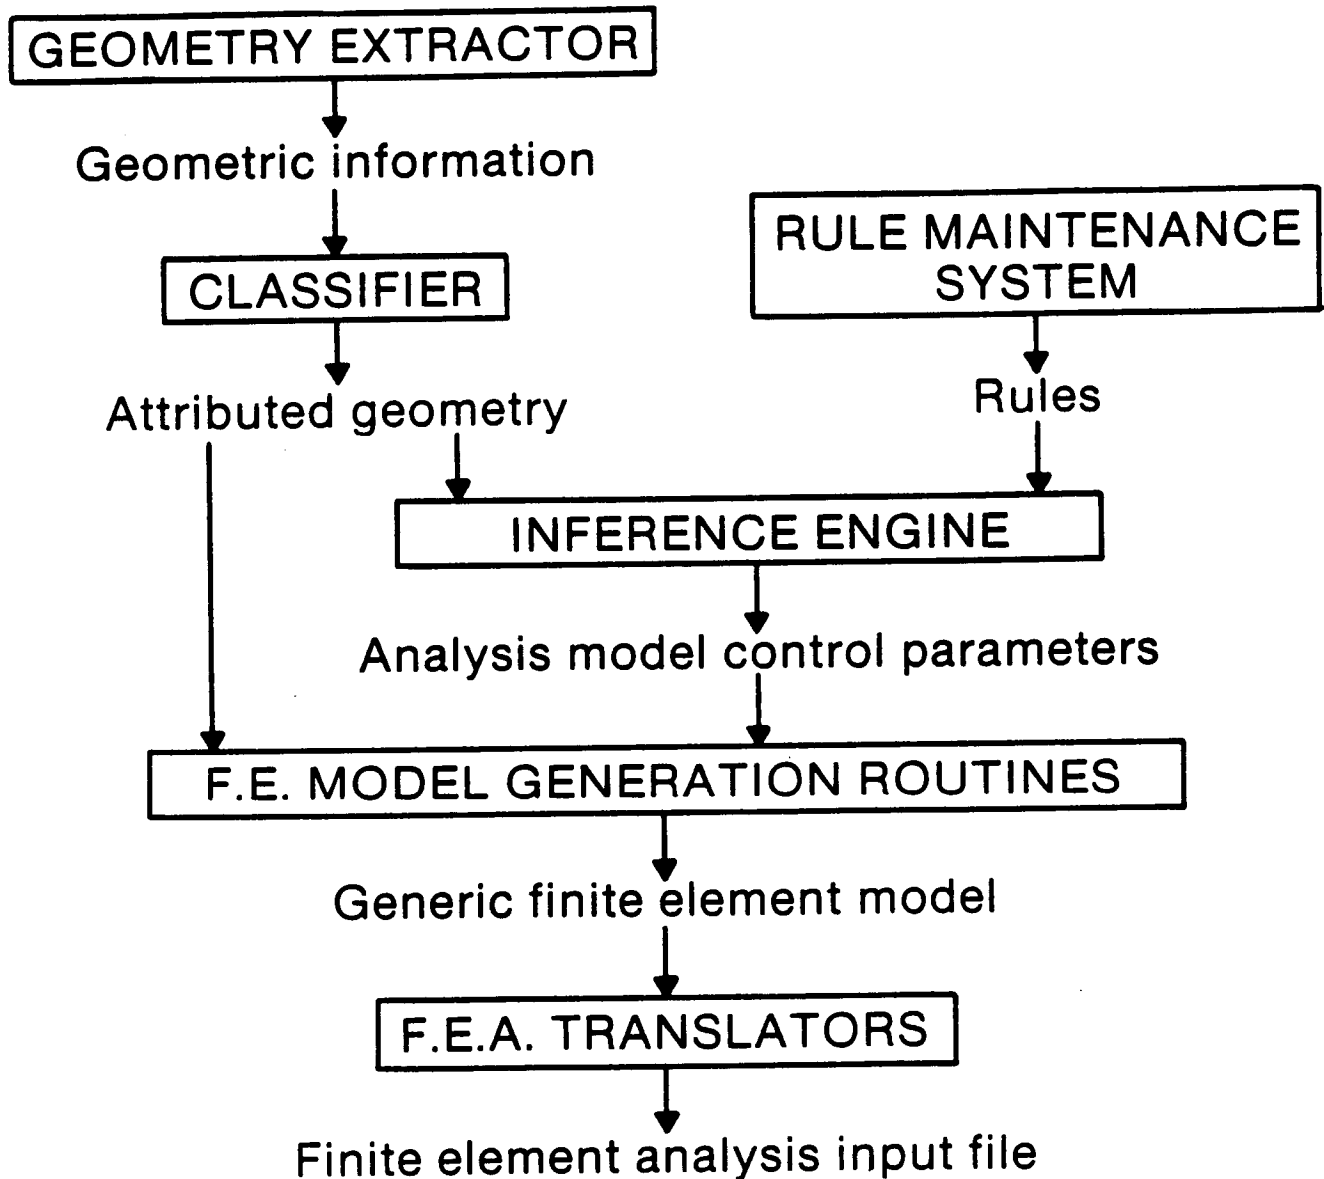 GEOMETRY EXTRACTOR
Geometric information
CLASSIFIER
RULE MAINTENANCE
SYSTEM
Attributed geometry
Rules
INFERENCE ENGINE
Analysis model control parameters
F.E. MODEL GENERATION ROUTINES
Generic finite element model
F.E.A. TRANSLATORS
Finite element analysis input file